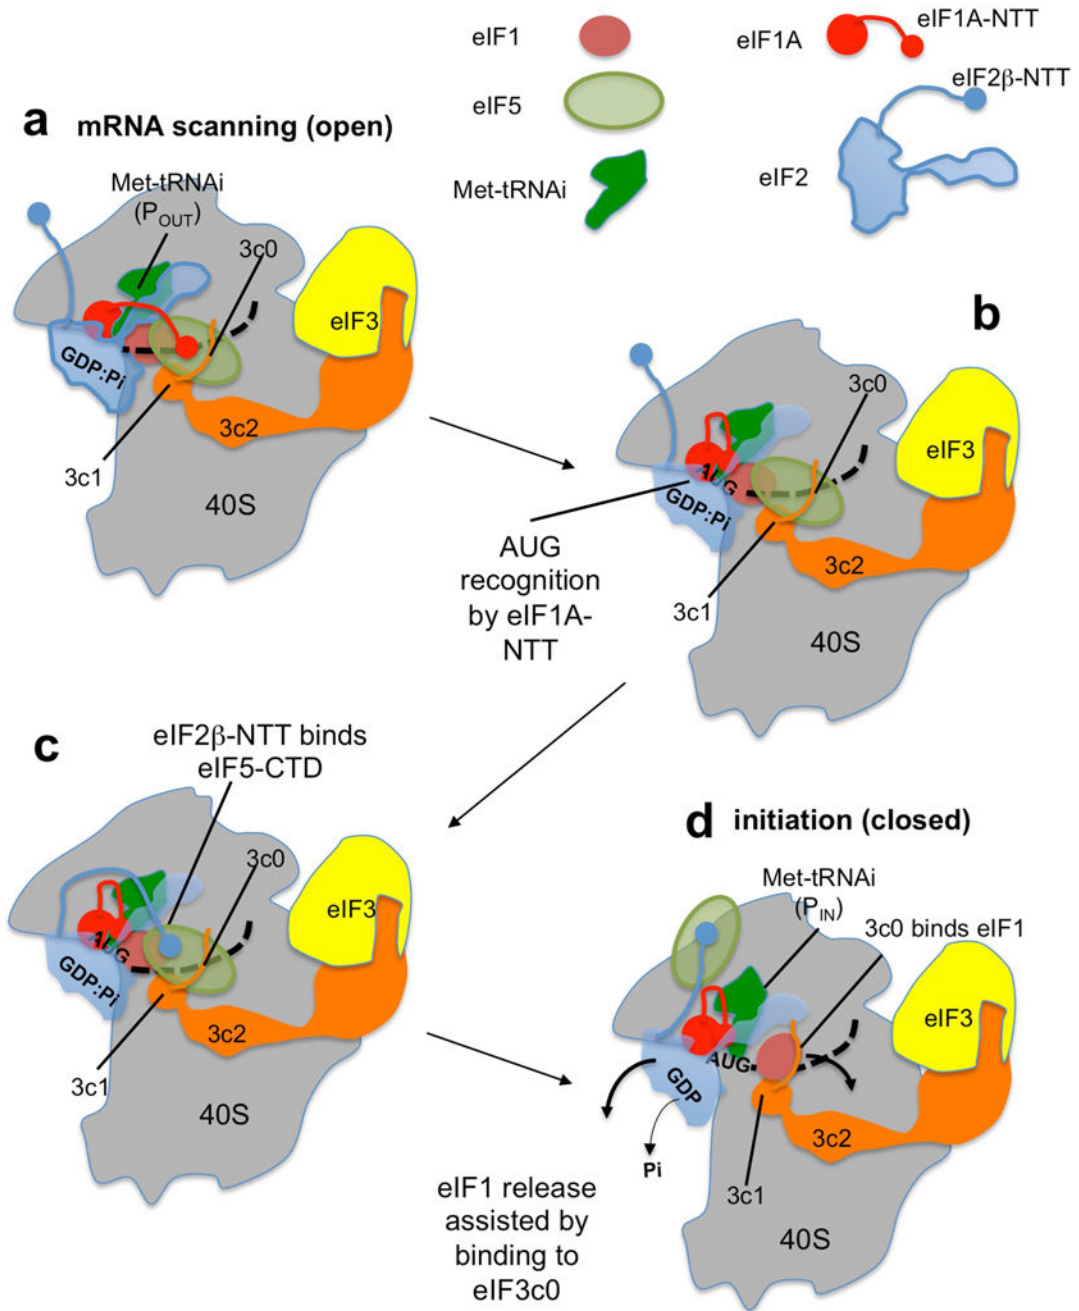 eIF1
eIF5
Met-tRNAi
eIF1A
eIF1A-NTT
eIF2β-NTT
eIF2
a mRNA scanning (open)
Met-tRNAi
(POUT)
3c0
eIF3
GDP:Pi
3c2
3c1
40S
b
3c0
eIF3
AUG
GDP:Pi
3c2
3c1
40S
AUG
recognition
by eIF1A-
NTT
c
eIF2β-NTT binds
eIF5-CTD
3c0
eIF3
AUG
GDP:Pi
3c2
3c1
40S
d initiation (closed)
Met-tRNAi
(PIN)
3c0 binds eIF1
eIF3
AUG
GDP
3c2
Pi
3c1
40S
eIF1 release
assisted by
binding to
eIF3c0